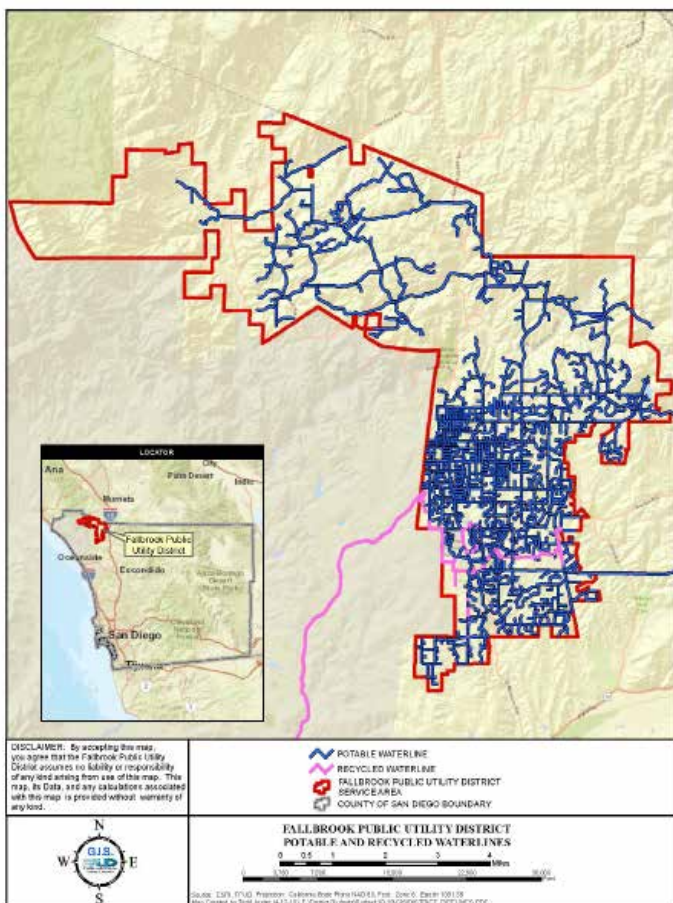 LOCATOR
Ana
City
Palm Desert
Indio
Murrieta
Fallbrook Public
Utility District
Oceanside
Escondido
San Diego
DISCLAIMER: By accepting this map,
you agree that the Fallbrook Public Utility
District assumes no liability or responsibility
of any kind arising from use of this map. This
map, its Data, and any calculations associated
with this map is provided without warranty of
any kind.
POTABLE WATERLINE
RECYCLED WATERLINE
FALLBROOK PUBLIC UTILITY DISTRICT
SERVICE AREA
COUNTY OF SAN DIEGO BOUNDARY
N
W
E
S
G.I.S.
FALLBROOK PUBLIC UTILITY DISTRICT
POTABLE AND RECYCLED WATERLINES
0 0.5 1 2 3 4
Miles